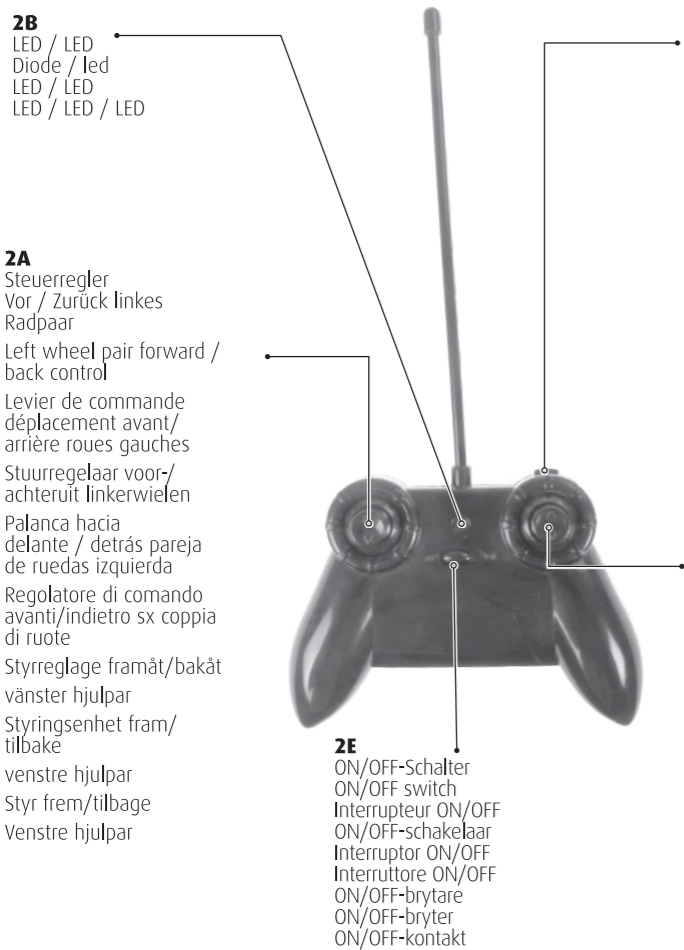 2B
LED / LED
Diode / led
LED / LED
LED / LED / LED
2A
Steuerregler
Vor / Zurück linkes
Radpaar
Left wheel pair forward /
back control
Levier de commande
déplacement avant/
arrière roues gauches
Stuurregelaar voor-/
achteruit linkerwielen
Palanca hacia
delante / detrás pareja
de ruedas izquierda
Regolatore di comando
avanti/indietro sx coppia
di ruote
Styrreglage framåt/bakåt
vänster hjulpar
Styringsenhet fram/
tilbake
venstre hjulpar
Styr frem/tilbage
Venstre hjulpar
2E
ON/OFF-Schalter
ON/OFF switch
Interrupteur ON/OFF
ON/OFF-schakelaar
Interruptor ON/OFF
Interruttore ON/OFF
ON/OFF-brytare
ON/OFF-bryter
ON/OFF-kontakt